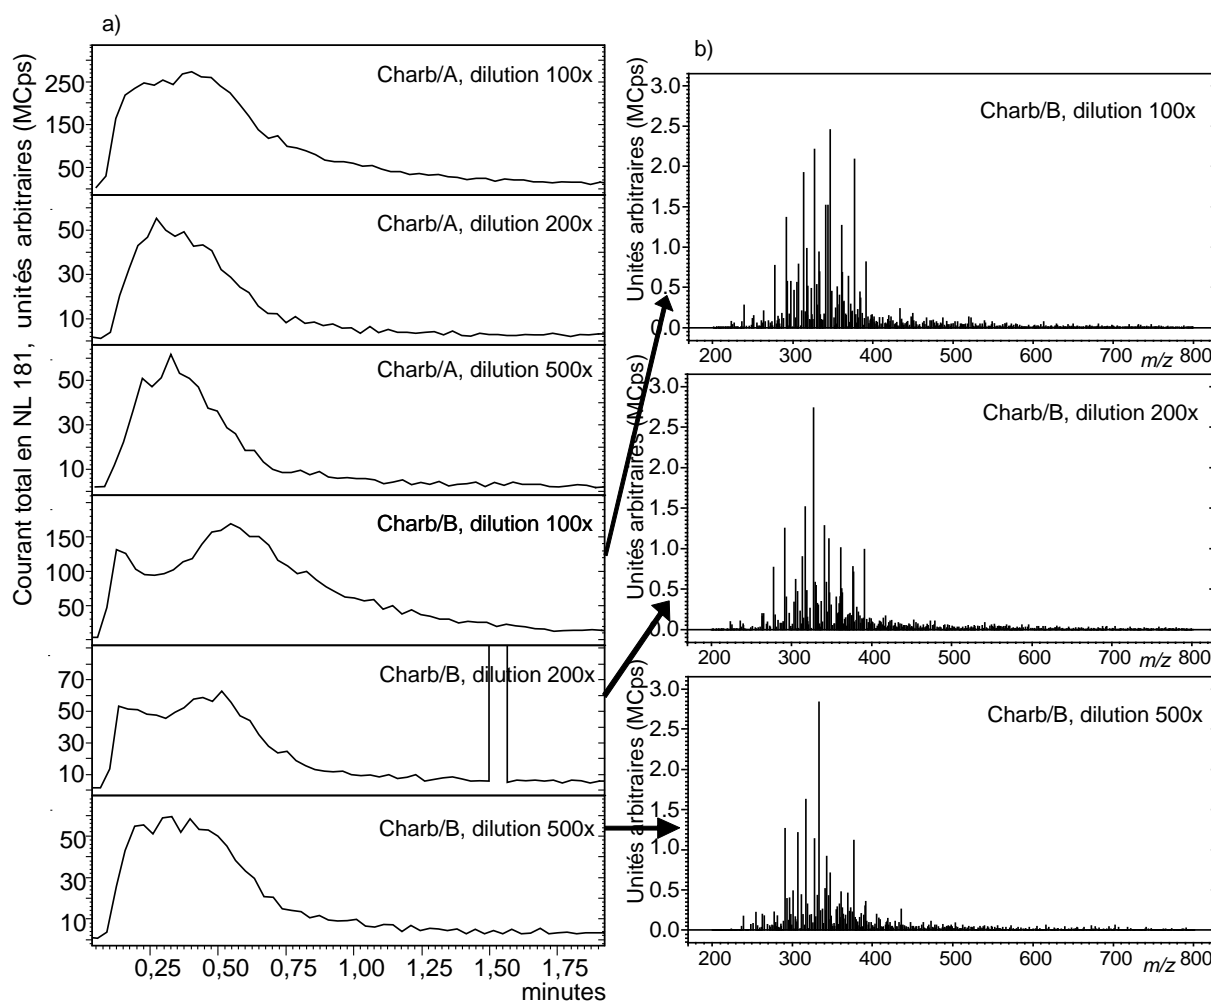 a)
Courant total en NL 181, unités arbitraires (MCps)
Charb/A, dilution 100x
250
150
50
Charb/A, dilution 200x
50
30
10
Charb/A, dilution 500x
50
30
10
Charb/B, dilution 100x
150
100
50
Charb/B, dilution 200x
70
50
30
10
Charb/B, dilution 500x
50
30
10
0,25 0,50 0,75 1,00 1,25 1,50 1,75
minutes
b)
Unités arbitraires (MCps)
Charb/B, dilution 100x
3.0
2.5
2.0
1.5
1.0
0.5
0.0
200 300 400 500 600 700 800
m/z
Unités arbitraires (MCps)
Charb/B, dilution 200x
3.0
2.5
2.0
1.5
1.0
0.5
0.0
200 300 400 500 600 700 800
m/z
Unités arbitraires (MCps)
Charb/B, dilution 500x
3.0
2.5
2.0
1.5
1.0
0.5
0.0
200 300 400 500 600 700 800
m/z